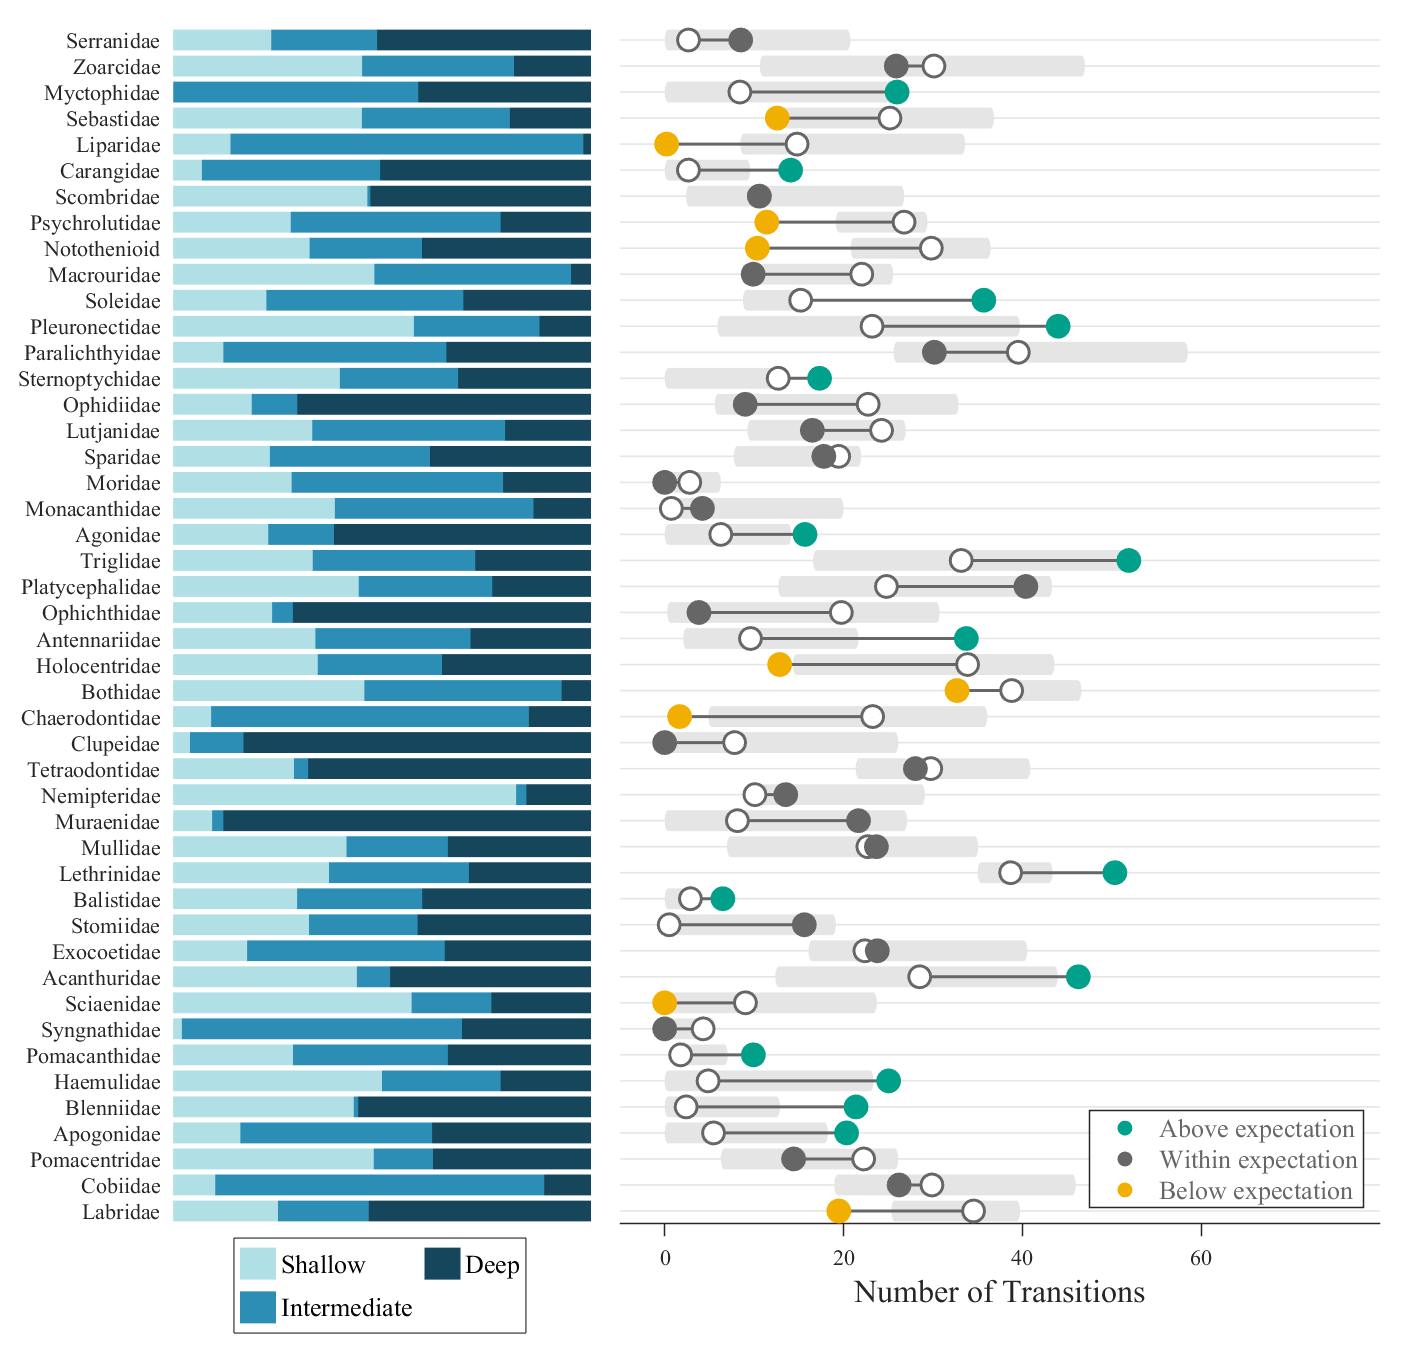 Serranidae
Zoarcidae
Myctophidae
Sebastidae
Liparidae
Carangidae
Scombridae
Psychrolutidae
Notothenioid
Macrouridae
Soleidae
Pleuronectidae
Paralichthyidae
Sternoptychidae
Ophidiidae
Lutjanidae
Sparidae
Moridae
Monacanthidae
Agonidae
Triglidae
Platycephalidae
Ophichthidae
Antennariidae
Holocentridae
Bothidae
Chaerodontidae
Clupeidae
Tetraodontidae
Nemipteridae
Muraenidae
Mullidae
Lethrinidae
Balistidae
Stomiidae
Exocoetidae
Acanthuridae
Sciaenidae
Syngnathidae
Pomacanthidae
Haemulidae
Blenniidae
Apogonidae
Pomacentridae
Cobiidae
Labridae
Above expectation
Within expectation
Below expectation
0 20 40 60
Number of Transitions
Shallow Deep
Intermediate